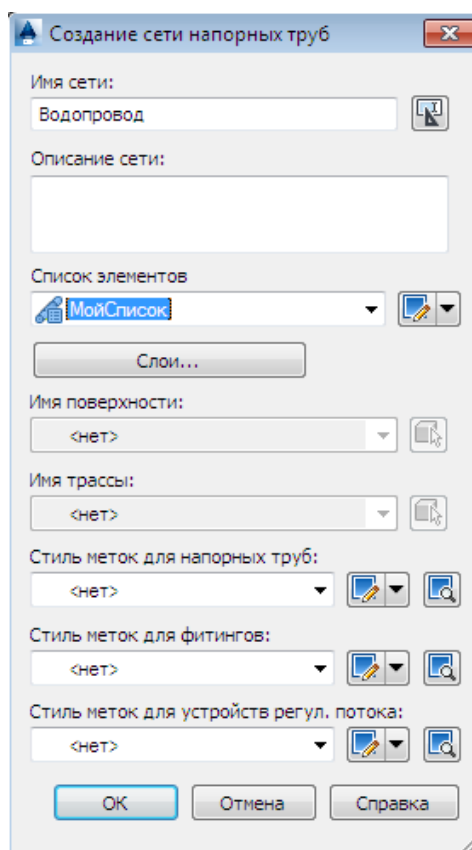 Создание сети напорных труб
Имя сети:
Водопровод
Описание сети:
Список элементов
МойСписок
Слои...
Имя поверхности:
<нет>
Имя трассы:
<нет>
Стиль меток для напорных труб:
<нет>
Стиль меток для фитингов:
<нет>
Стиль меток для устройств регул. потока:
<нет>
ОК Отмена Справка